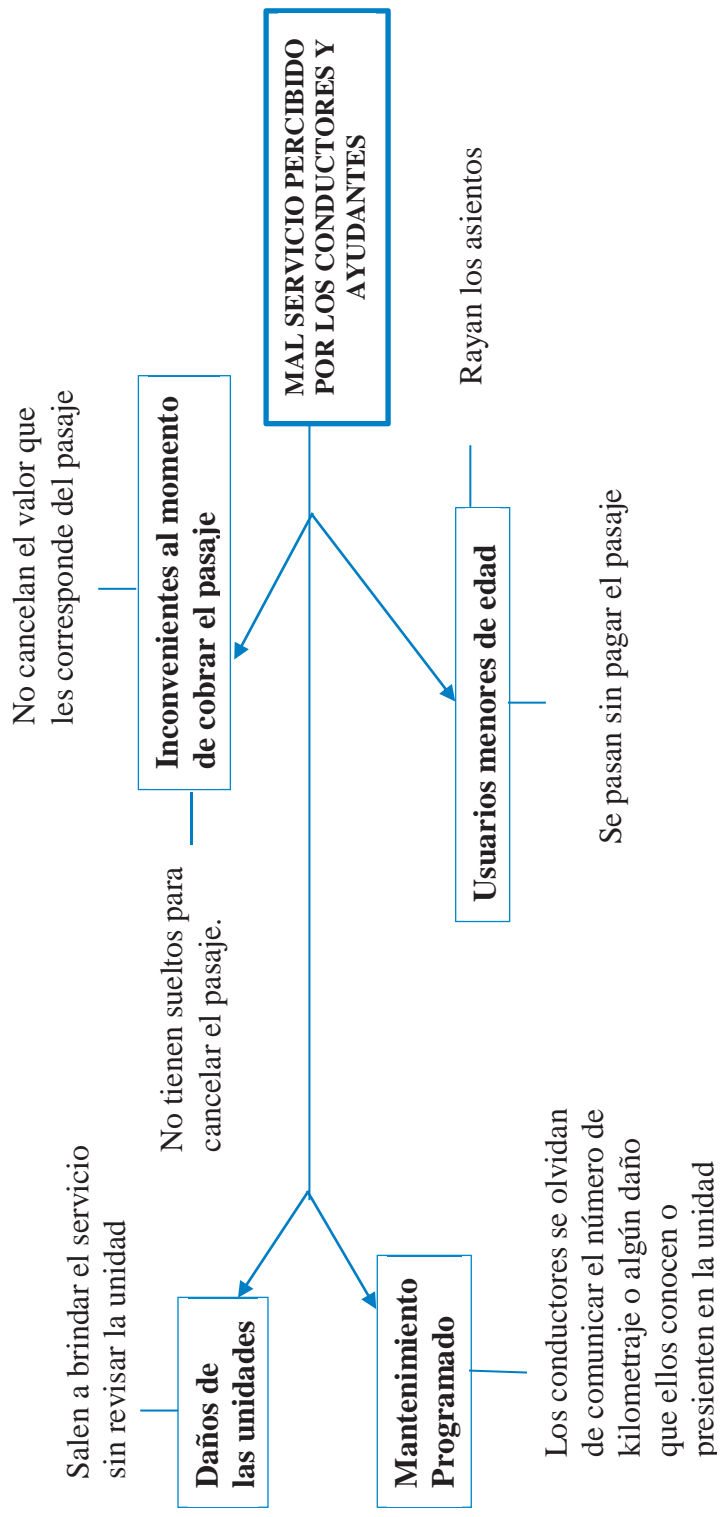 Salen a brindar el servicio
sin revisar la unidad
Daños de
las unidades
No tienen sueltos para
cancelar el pasaje.
No cancelan el valor que
les corresponde del pasaje
Inconvenientes al momento
de cobrar el pasaje
MAL SERVICIO PERCIBIDO
POR LOS CONDUCTORES Y
AYUDANTES
Mantenimiento
Programado
Los conductores se olvidan
de comunicar el número de
kilometraje o algún daño
que ellos conocen o
presienten en la unidad
Usuarios menores de edad
Rayan los asientos
Se pasan sin pagar el pasaje